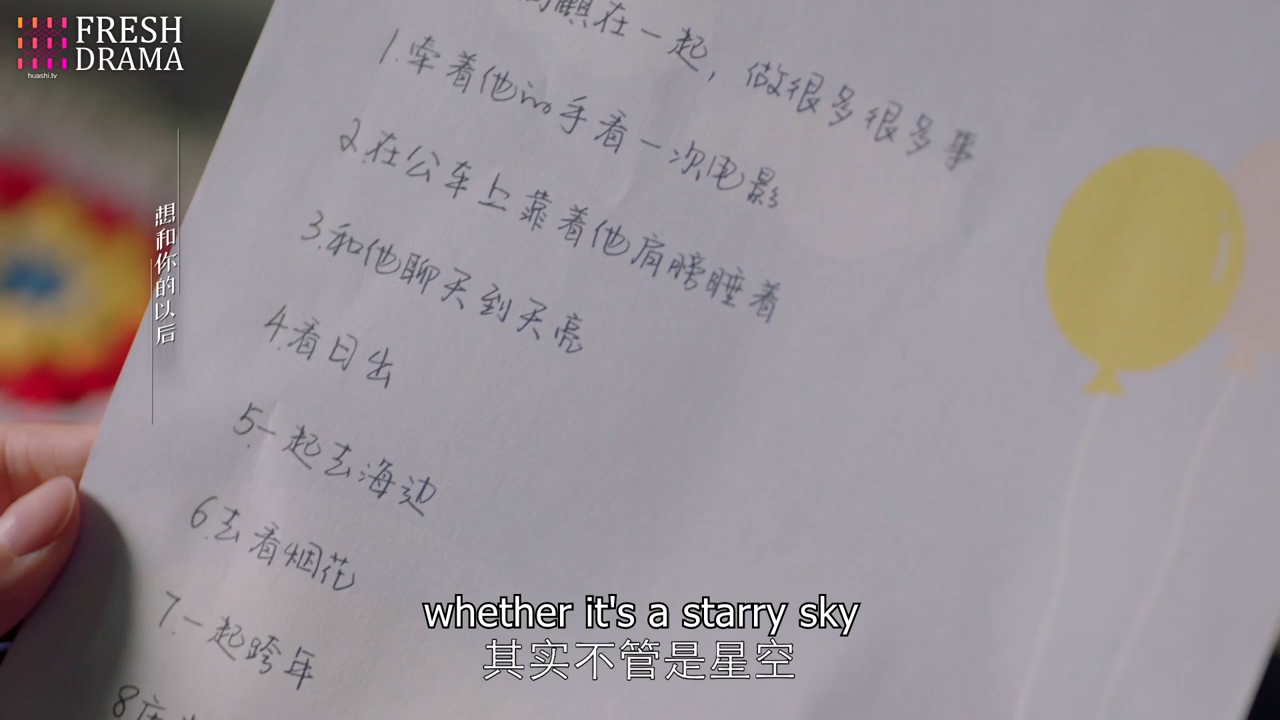 FRESH
DRAMA
huashi.tv
想和你的以后
顾在一起，做很多很多事
1.牵着他的手看一次电影
2.在公车上靠着他肩膀睡着
3.和他聊天到天亮
4.看日出
5.一起去海边
6.去看烟花
7.一起跨年
8.
whether it's a starry sky
其实不管是星空